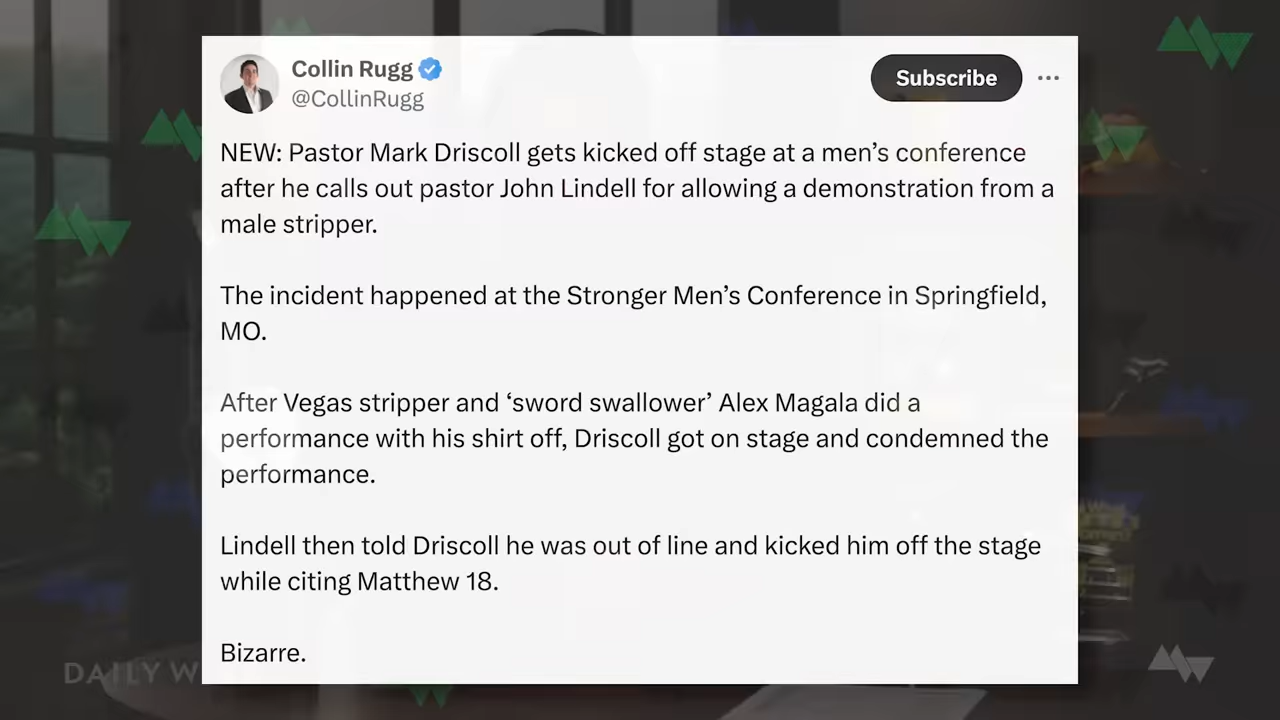 Collin Rugg
@CollinRugg
Subscribe
NEW: Pastor Mark Driscoll gets kicked off stage at a men’s conference
after he calls out pastor John Lindell for allowing a demonstration from a
male stripper.
The incident happened at the Stronger Men’s Conference in Springfield,
MO.
After Vegas stripper and ‘sword swallower’ Alex Magala did a
performance with his shirt off, Driscoll got on stage and condemned the
performance.
Lindell then told Driscoll he was out of line and kicked him off the stage
while citing Matthew 18.
Bizarre.
DAILY W